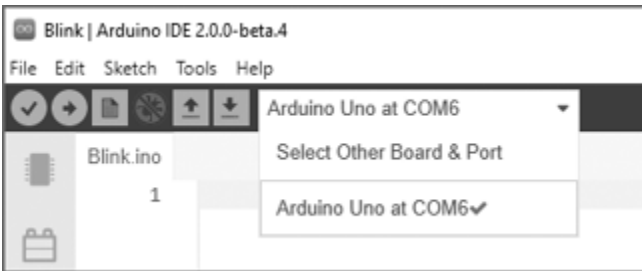 Blink | Arduino IDE 2.0.0-beta.4
File Edit Sketch Tools Help
Arduino Uno at COM6
Select Other Board & Port
Blink.ino
1
Arduino Uno at COM6✔